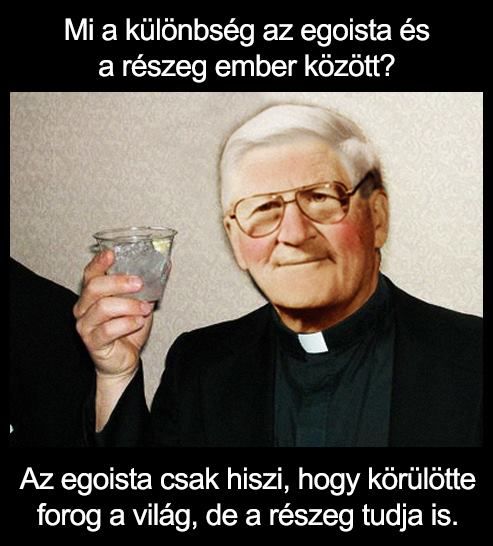 Mi a különbség az egoista és
a részeg ember között?
Az egoista csak hiszi, hogy körülötte
forog a világ, de a részeg tudja is.